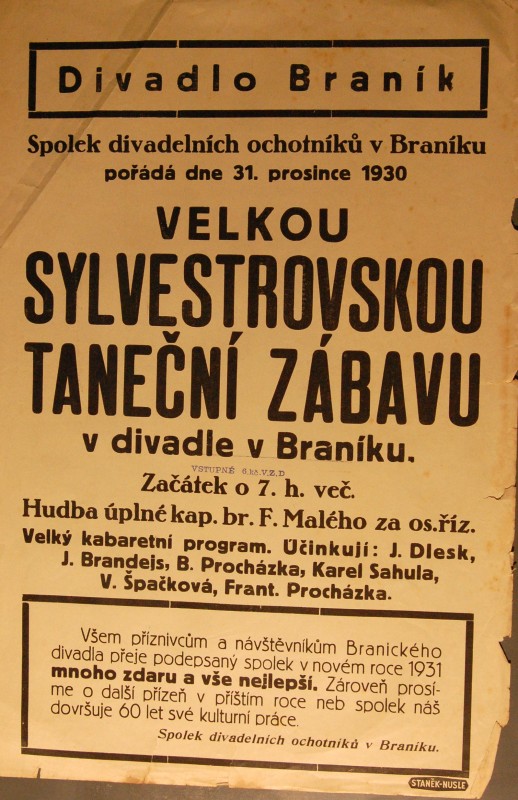 Divadlo Braník
Spolek divadelních ochotníků v Braníku
pořádá dne 31. prosince 1930
VELKOU
SYLVESTROVSKOU
TANEČNÍ ZÁBAVU
v divadle v Braníku.
VSTUPNÉ 6.kč.V.Z.D
Začátek o 7. h. več.
Hudba úplné kap. br. F. Malého za os. říz.
Velký kabaretní program. Účinkují: J. Dlesk,
J. Brandejs, B. Procházka, Karel Sahula,
V. Špačková, Frant. Procházka.
Všem příznivcům a návštěvníkům Branického
divadla přeje podepsaný spolek v novém roce 1931
mnoho zdaru a vše nejlepší. Zároveň prosí-
me o další přízeň v příštím roce neb spolek náš
dovršuje 60 let své kulturní práce.
Spolek divadelních ochotníků v Braníku.
STANĚK-NUSLE